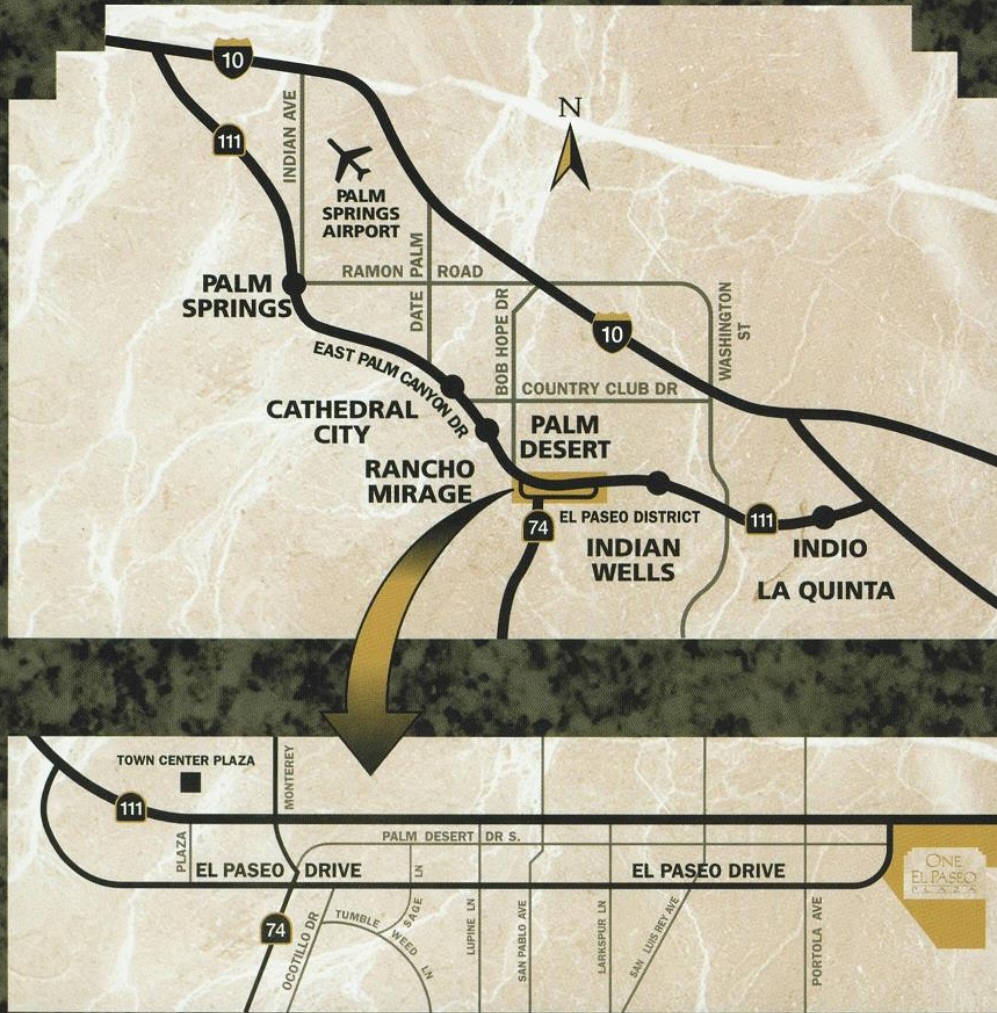 10
111
INDIAN AVE
N
PALM
SPRINGS
AIRPORT
DATE PALM
RAMON ROAD
PALM
SPRINGS
BOB HOPE DR
10
WASHINGTON
ST
EAST PALM CANYON DR
COUNTRY CLUB DR
CATHEDRAL
CITY
PALM
DESERT
RANCHO
MIRAGE
74
EL PASEO DISTRICT
111
INDIAN
WELLS
INDIO
LA QUINTA
TOWN CENTER PLAZA
MONTEREY
111
PLAZA
PALM DESERT DR S.
EL PASEO DRIVE
EL PASEO DRIVE
ONE
EL PASEO
PLAZA
74
OCOTILLO DR
TUMBLE WEED LN
SAGE LN
LUPINE LN
SAN PABLO AVE
LARKSPUR LN
SAN LUIS REY AVE
PORTOLA AVE